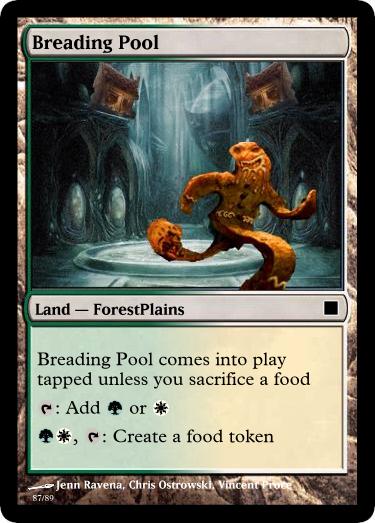 Breading Pool
Land — ForestPlains
Breading Pool comes into play
tapped unless you sacrifice a food
: Add or
, : Create a food token
Jenn Ravena, Chris Ostrowski, Vincent Proce
87/89